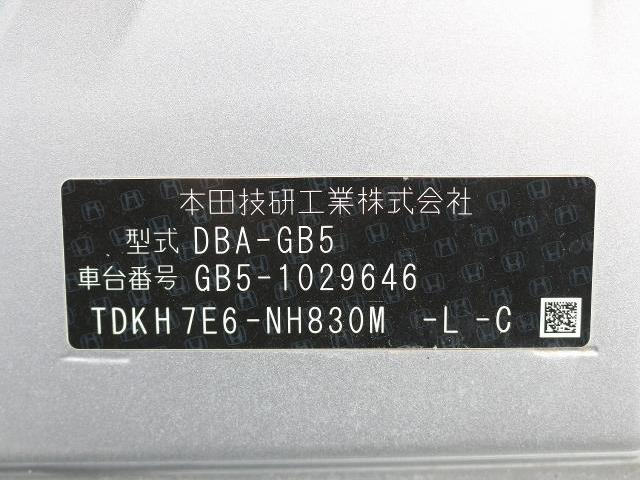 本田技研工業株式会社
型式 DBA-GB5
車台番号 GB5-1029646
TDKH7E6-NH830M -L -C